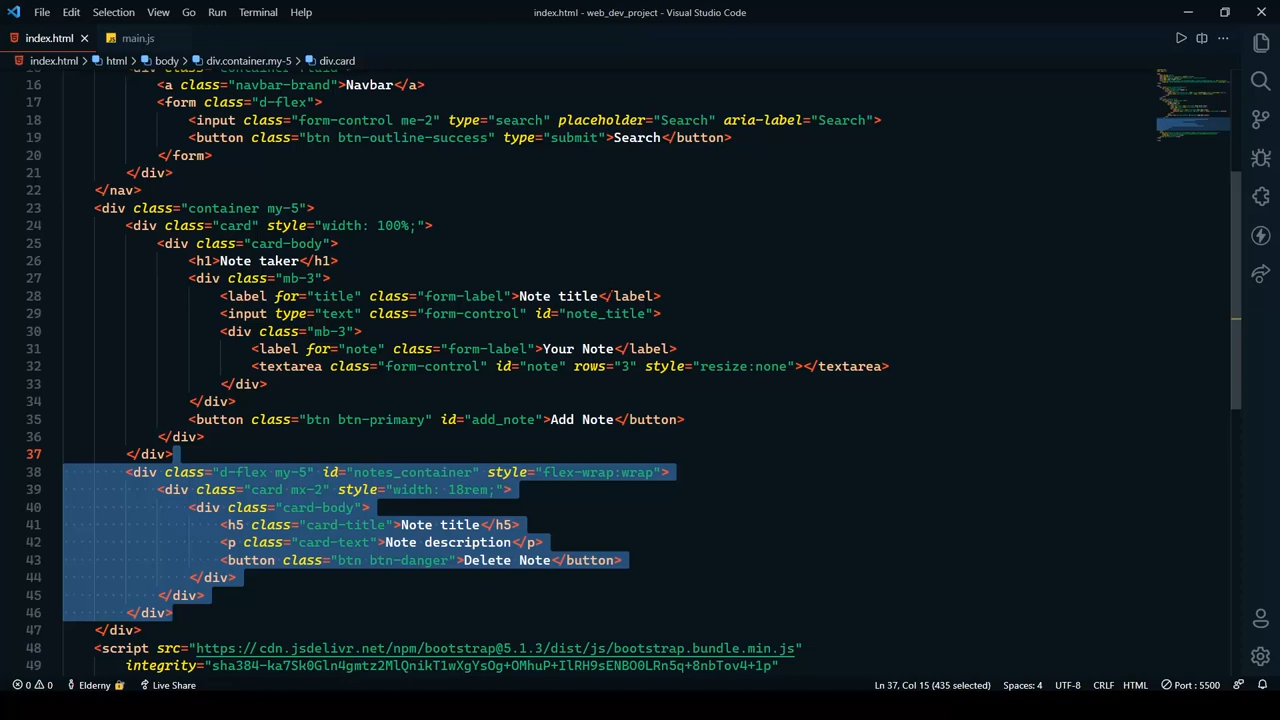 File Edit Selection View Go Run Terminal Help index.html - web_dev_project - Visual Studio Code
index.html main.js
index.html html body div.container.my-5 div.card
16 <a class="navbar-brand">Navbar</a>
17 <form class="d-flex">
18 <input class="form-control me-2" type="search" placeholder="Search" aria-label="Search">
19 <button class="btn btn-outline-success" type="submit">Search</button>
20 </form>
21 </div>
22 </nav>
23 <div class="container my-5">
24 <div class="card" style="width: 100%;">
25 <div class="card-body">
26 <h1>Note taker</h1>
27 <div class="mb-3">
28 <label for="title" class="form-label">Note title</label>
29 <input type="text" class="form-control" id="note_title">
30 <div class="mb-3">
31 <label for="note" class="form-label">Your Note</label>
32 <textarea class="form-control" id="note" rows="3" style="resize:none"></textarea>
33 </div>
34 </div>
35 <button class="btn btn-primary" id="add_note">Add Note</button>
36 </div>
37 </div>
38 <div class="d-flex my-5" id="notes_container" style="flex-wrap:wrap">
39 <div class="card mx-2" style="width: 18rem;">
40 <div class="card-body">
41 <h5 class="card-title">Note title</h5>
42 <p class="card-text">Note description</p>
43 <button class="btn btn-danger">Delete Note</button>
44 </div>
45 </div>
46 </div>
47 </div>
48 <script src="https://cdn.jsdelivr.net/npm/bootstrap@5.1.3/dist/js/bootstrap.bundle.min.js"
49 integrity="sha384-ka7Sk0Gln4gmtz2MlQnikT1wXgYsOg+OMhuP+IlRH9sENBO0LRn5q+8nbTov4+1p"
0 0 Elderny Live Share Ln 37, Col 15 (435 selected) Spaces: 4 UTF-8 CRLF HTML Port : 5500